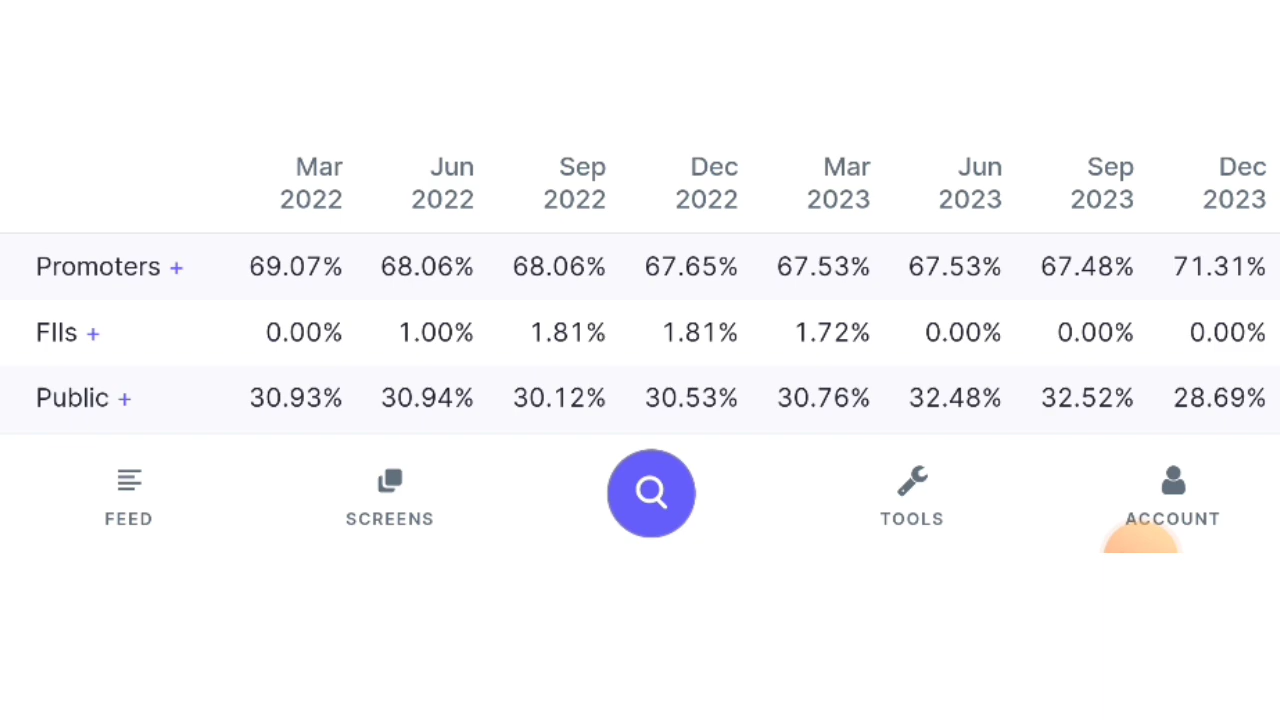 Mar Jun Sep Dec Mar Jun Sep Dec
2022 2022 2022 2022 2023 2023 2023 2023
Promoters + 69.07% 68.06% 68.06% 67.65% 67.53% 67.53% 67.48% 71.31%
FIIs + 0.00% 1.00% 1.81% 1.81% 1.72% 0.00% 0.00% 0.00%
Public + 30.93% 30.94% 30.12% 30.53% 30.76% 32.48% 32.52% 28.69%
FEED SCREENS TOOLS ACCOUNT